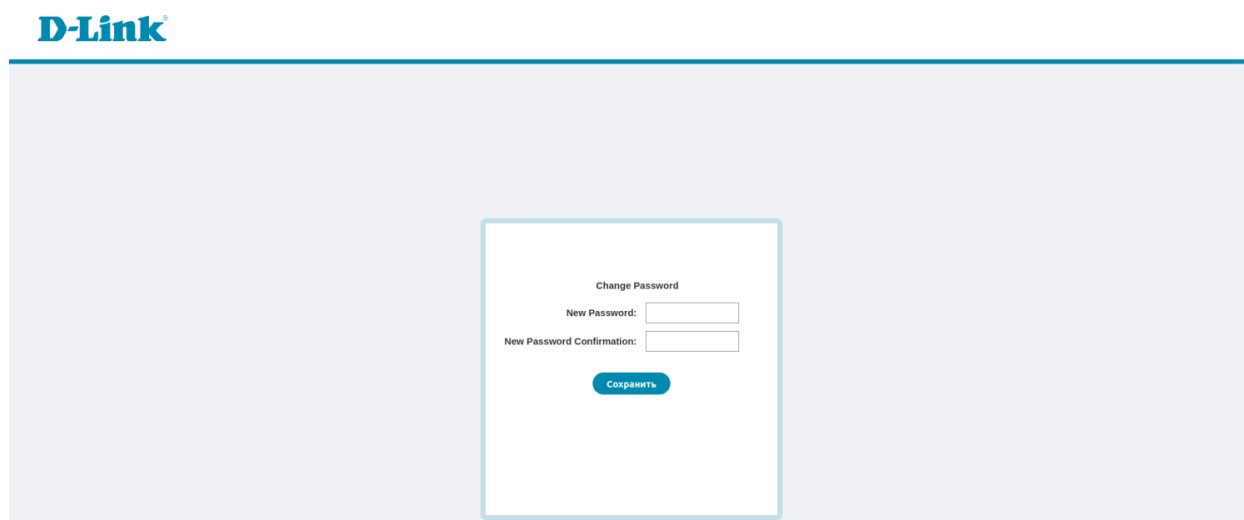 D-Link®
Change Password
New Password:
New Password Confirmation:
Сохранить